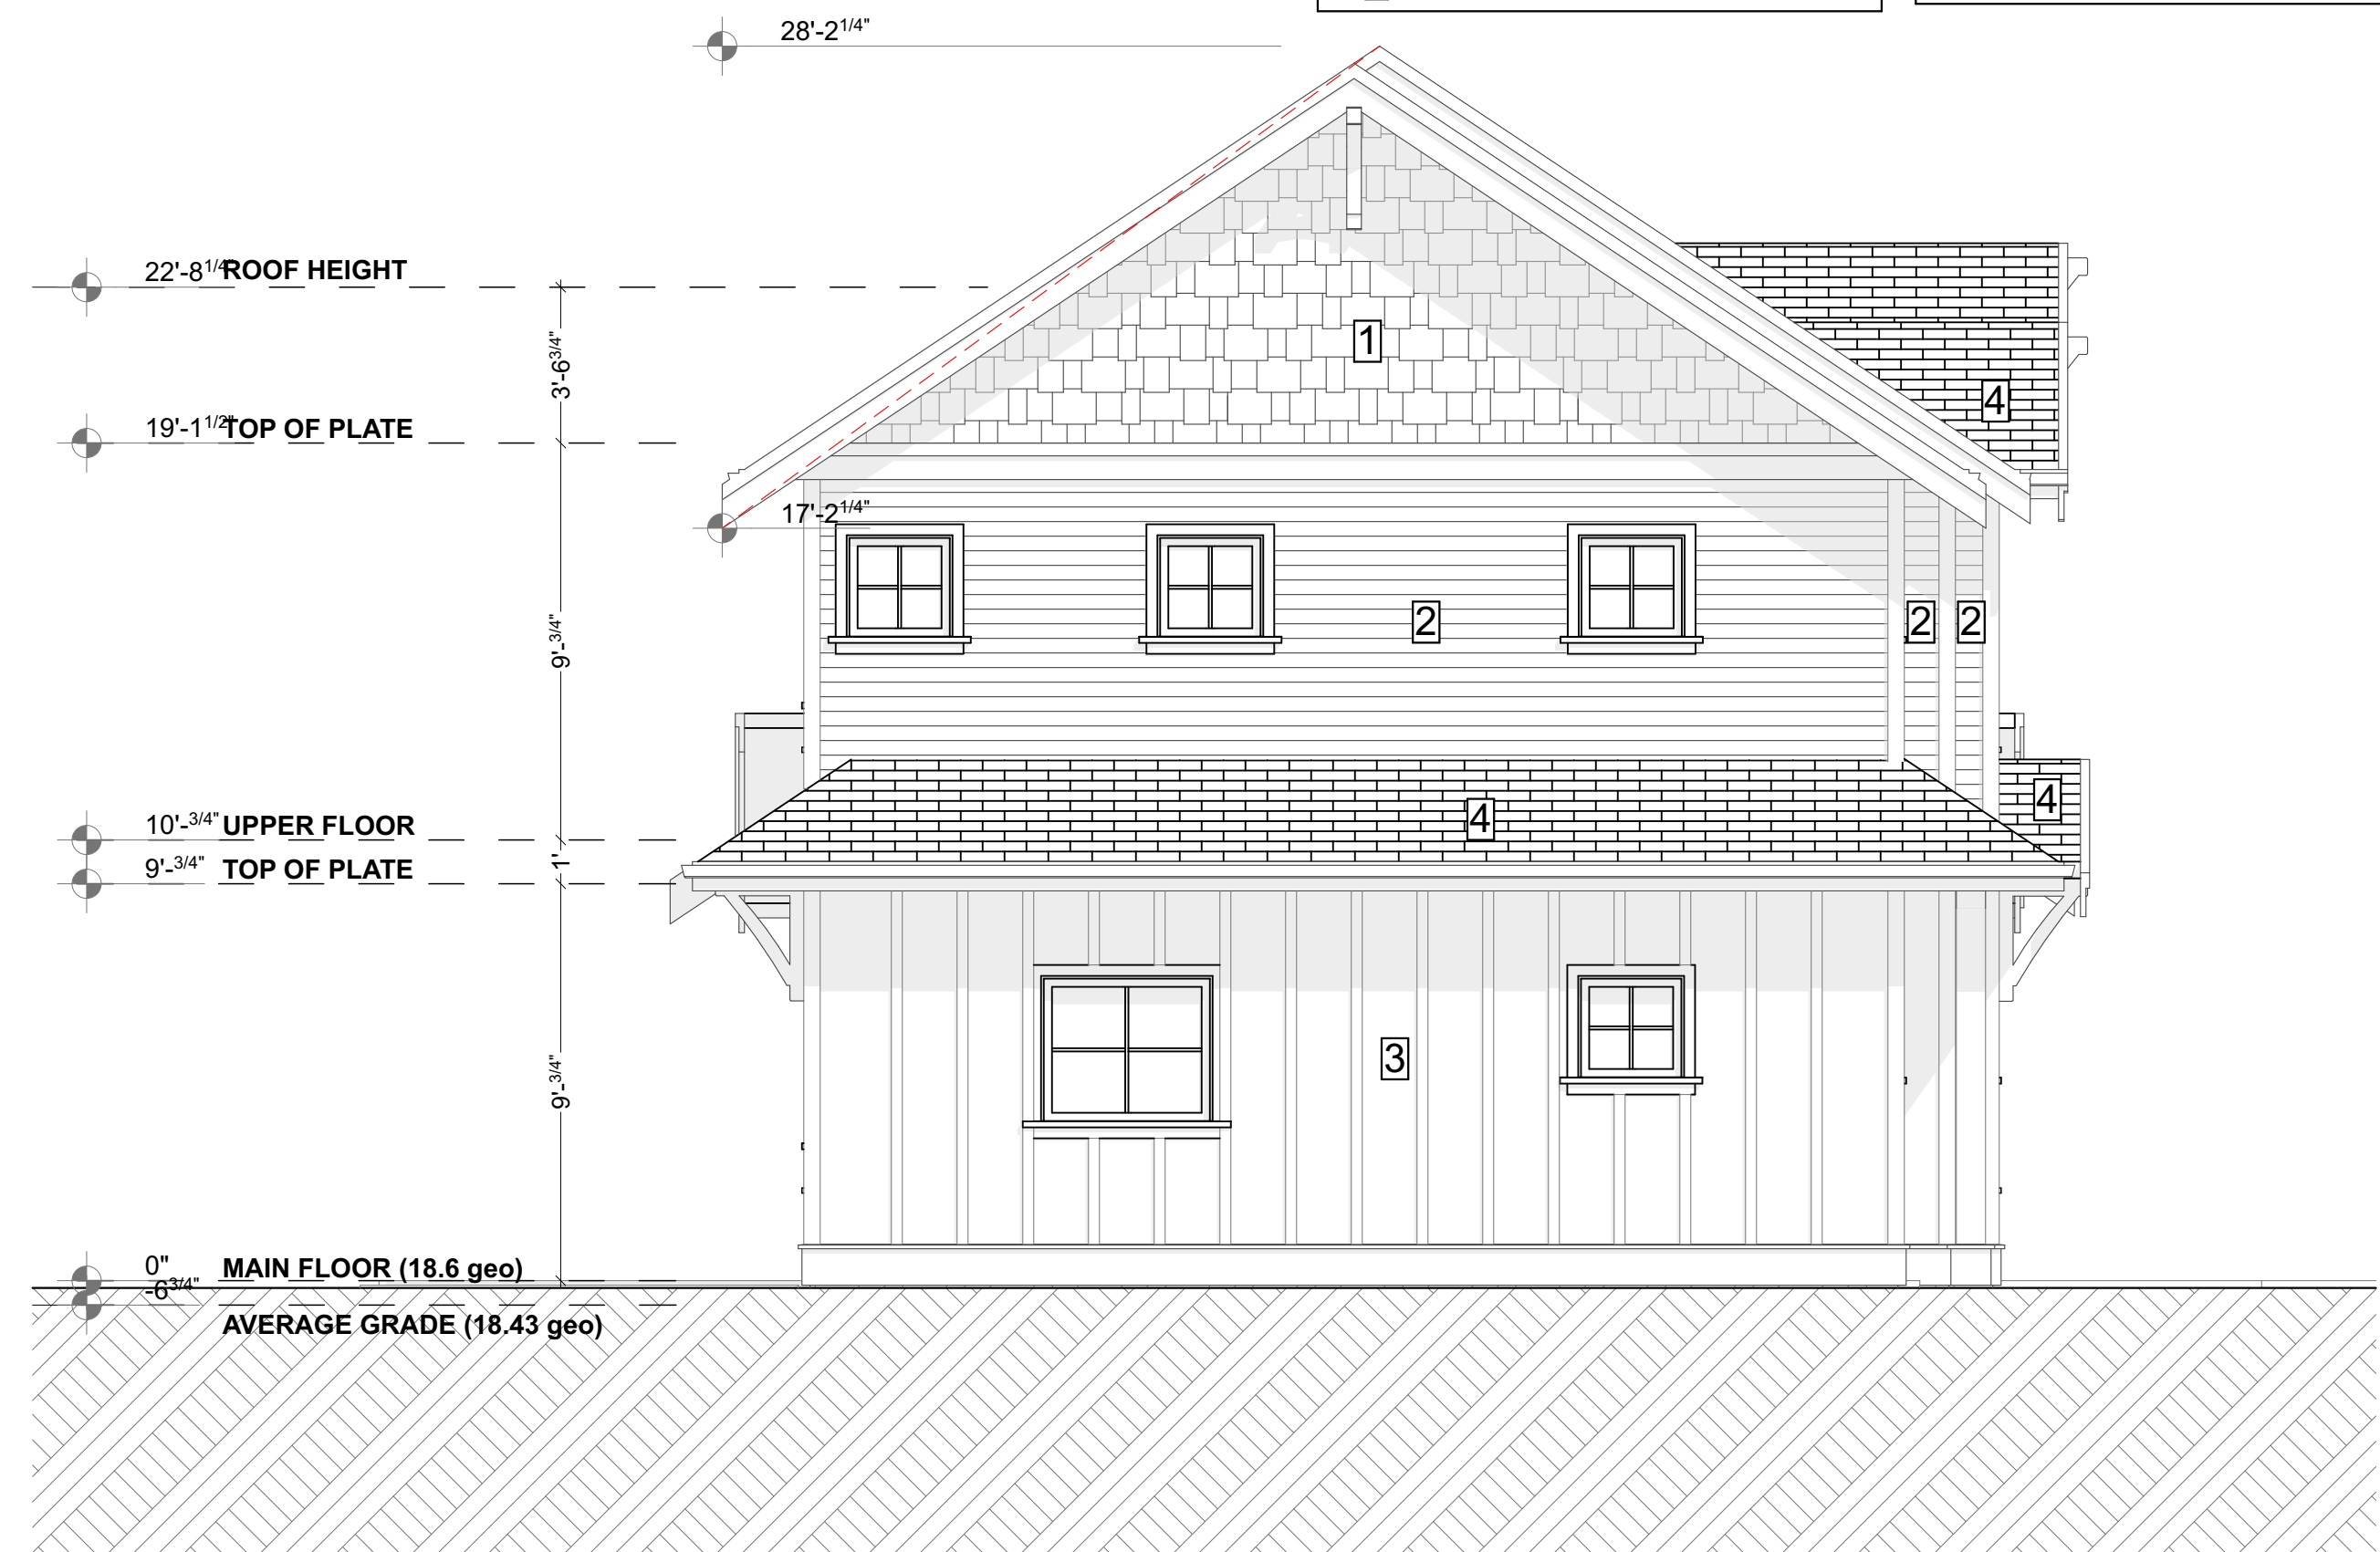 28'-2 1/4"
22'-8 1/4" ROOF HEIGHT
3'-6 3/4"
1
4
19'-1 1/2" TOP OF PLATE
17'-2 1/4"
9'-3/4"
2
2
2
4
4
10'-3/4" UPPER FLOOR
1'
9'-3/4" TOP OF PLATE
3
9'-3/4"
0" MAIN FLOOR (18.6 geo)
-6 3/4"
AVERAGE GRADE (18.43 geo)